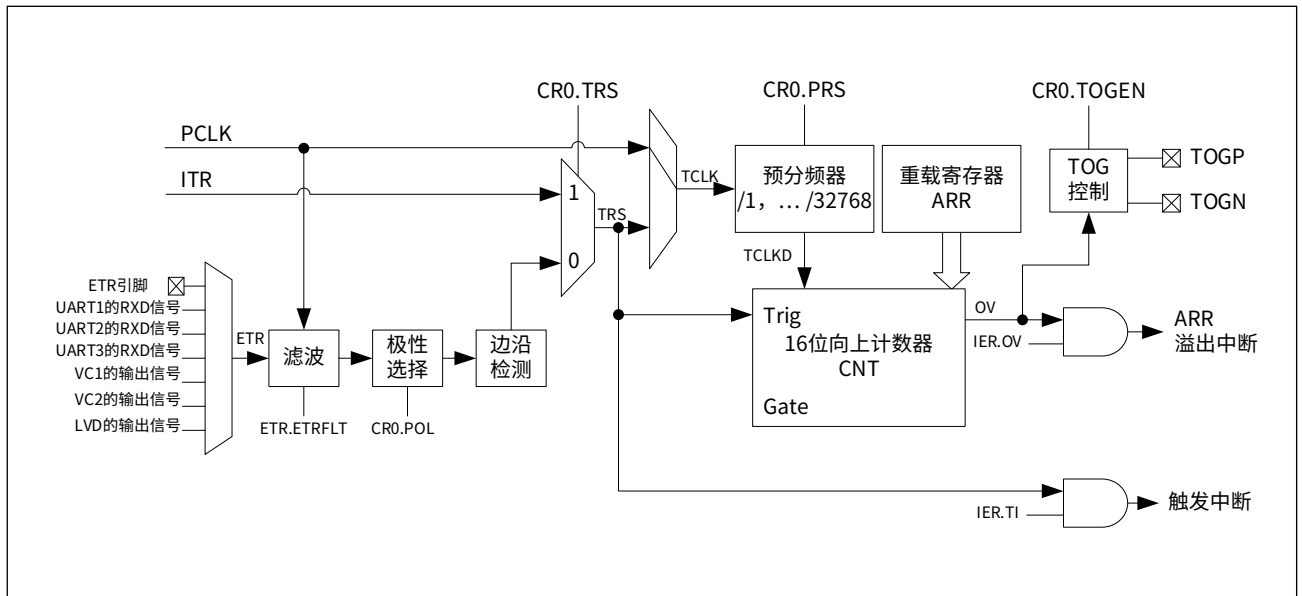 CR0.TRS
CR0.PRS
CR0.TOGEN
PCLK
ITR
1
0
TRS
TCLK
预分频器
/1，… /32768
重载寄存器
ARR
TOG
控制
TOGP
TOGN
TCLKD
ETR引脚
UART1的RXD信号
UART2的RXD信号
UART3的RXD信号
VC1的输出信号
VC2的输出信号
LVD的输出信号
ETR
滤波
极性
选择
边沿
检测
ETR.ETRFLT
CR0.POL
Trig
16位向上计数器
CNT
Gate
OV
IER.OV
ARR
溢出中断
IER.TI
触发中断